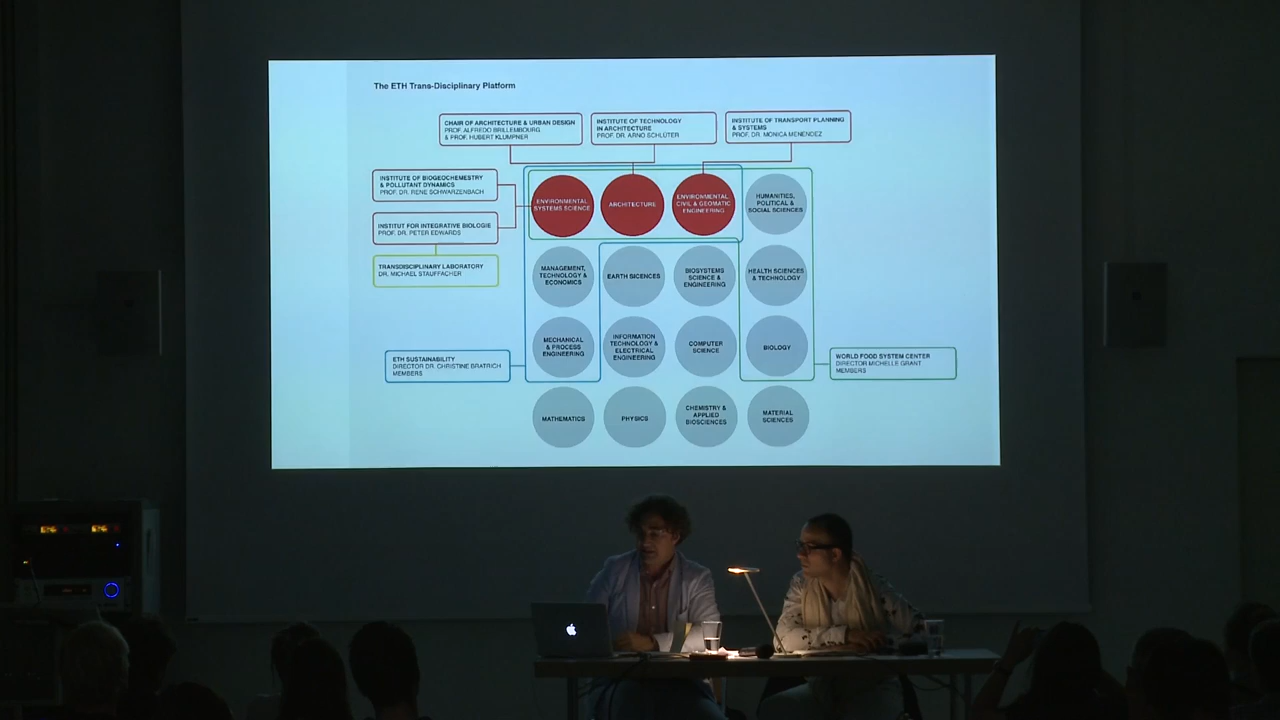 The ETH Trans-Disciplinary Platform
CHAIR OF ARCHITECTURE & URBAN DESIGN
PROF. ALFREDO BRILLEMBOURG
& PROF. HUBERT KLUMPNER
INSTITUTE OF TECHNOLOGY
IN ARCHITECTURE
PROF. DR. ARNO SCHLÜTER
INSTITUTE OF TRANSPORT PLANNING
& SYSTEMS
PROF. DR. MONICA MENENDEZ
INSTITUTE OF BIOGEOCHEMESTRY
& POLLUTANT DYNAMICS
PROF. DR. RENE SCHWARZENBACH
INSTITUT FOR INTEGRATIVE BIOLOGIE
PROF. DR. PETER EDWARDS
TRANSDISCIPLINARY LABORATORY
DR. MICHAEL STAUFFACHER
ENVIRONMENTAL
SYSTEMS SCIENCE
ARCHITECTURE
ENVIRONMENTAL
CIVIL & GEOMATIC
ENGINEERING
HUMANITIES,
POLITICAL &
SOCIAL SCIENCES
MANAGEMENT,
TECHNOLOGY &
ECONOMICS
EARTH SICENCES
BIOSYSTEMS
SCIENCE &
ENGINEERING
HEALTH SCIENCES
& TECHNOLOGY
MECHANICAL
& PROCESS
ENGINEERING
INFORMATION
TECHNOLOGY &
ELECTRICAL
ENGINEERING
COMPUTER
SCIENCE
BIOLOGY
ETH SUSTAINABILITY
DIRECTOR DR. CHRISTINE BRATRICH
MEMBERS
WORLD FOOD SYSTEM CENTER
DIRECTOR MICHELLE GRANT
MEMBERS
MATHEMATICS
PHYSICS
CHEMISTRY &
APPLIED
BIOSCIENCES
MATERIAL
SCIENCES